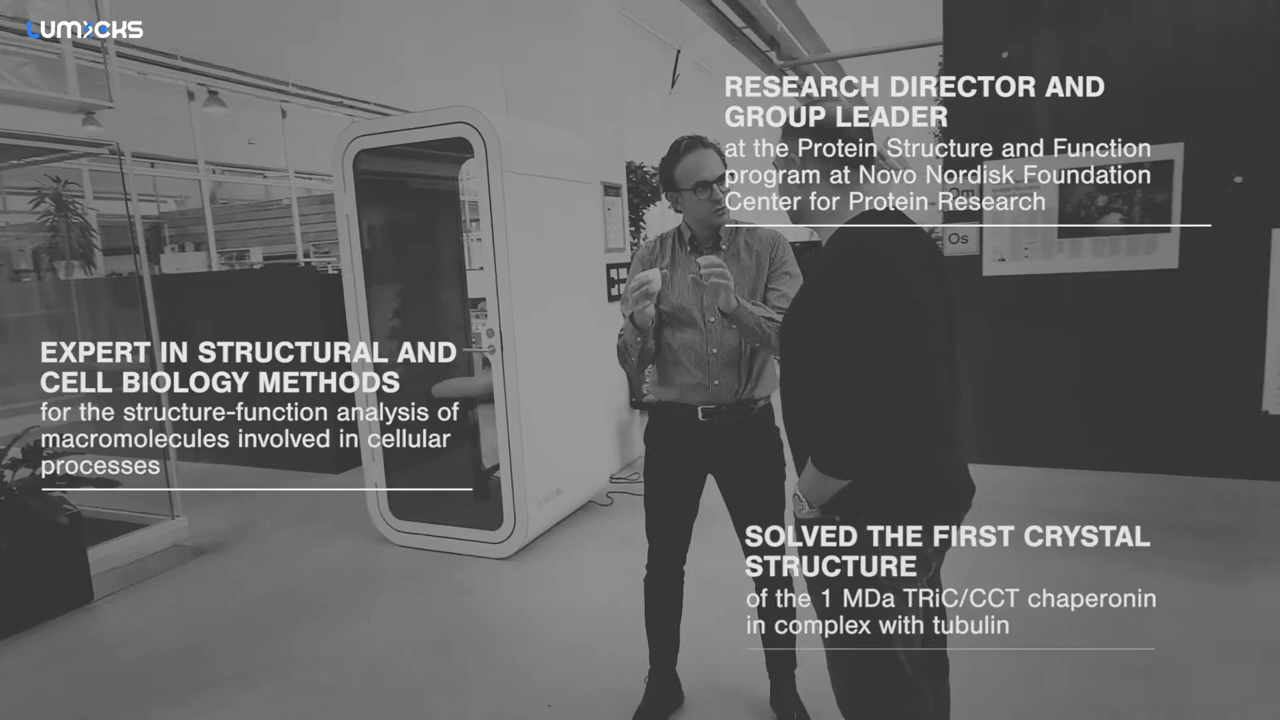 LUMICKS
RESEARCH DIRECTOR AND
GROUP LEADER
at the Protein Structure and Function
program at Novo Nordisk Foundation
Center for Protein Research
Om
Os
EXPERT IN STRUCTURAL AND
CELL BIOLOGY METHODS
for the structure-function analysis of
macromolecules involved in cellular
processes
SOLVED THE FIRST CRYSTAL
STRUCTURE
of the 1 MDa TRiC/CCT chaperonin
in complex with tubulin